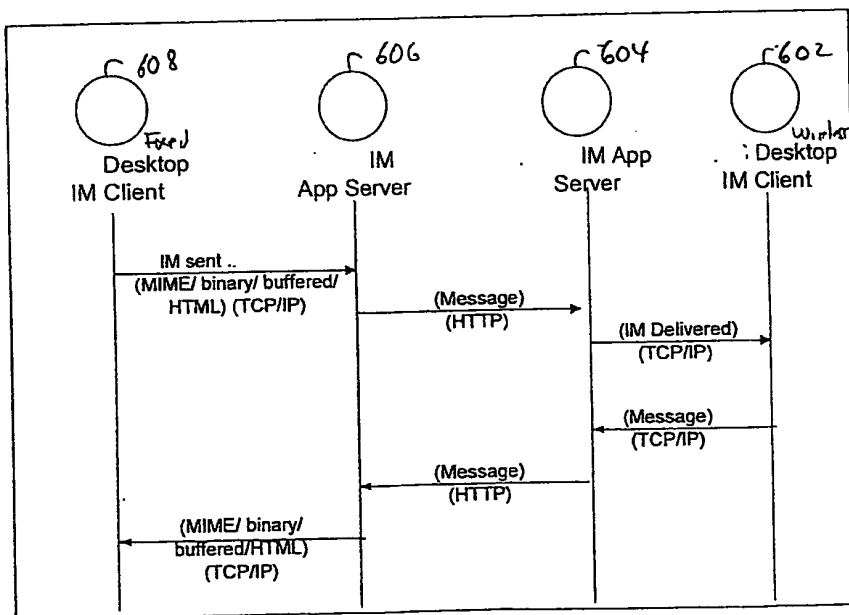 608
606
604
602
Fixed
Desktop
IM Client
IM
App Server
IM App
Server
: Desktop
IM Client
IM sent ..
(MIME/ binary/ buffered/
HTML) (TCP/IP)
(Message)
(HTTP)
(IM Delivered)
(TCP/IP)
(Message)
(TCP/IP)
(Message)
(HTTP)
(MIME/ binary/
buffered/HTML)
(TCP/IP)